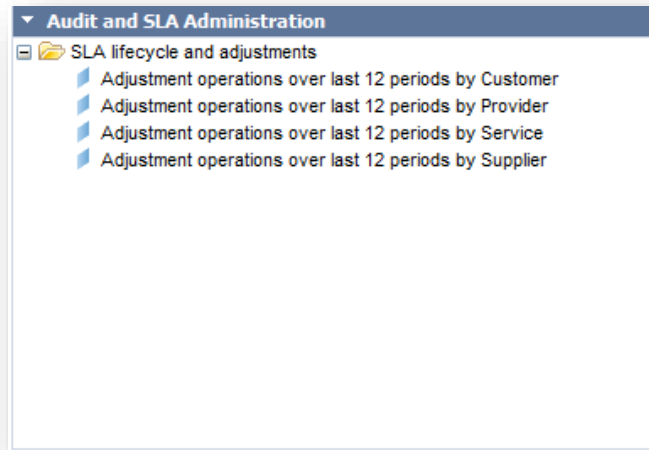 Audit and SLA Administration
SLA lifecycle and adjustments
Adjustment operations over last 12 periods by Customer
Adjustment operations over last 12 periods by Provider
Adjustment operations over last 12 periods by Service
Adjustment operations over last 12 periods by Supplier